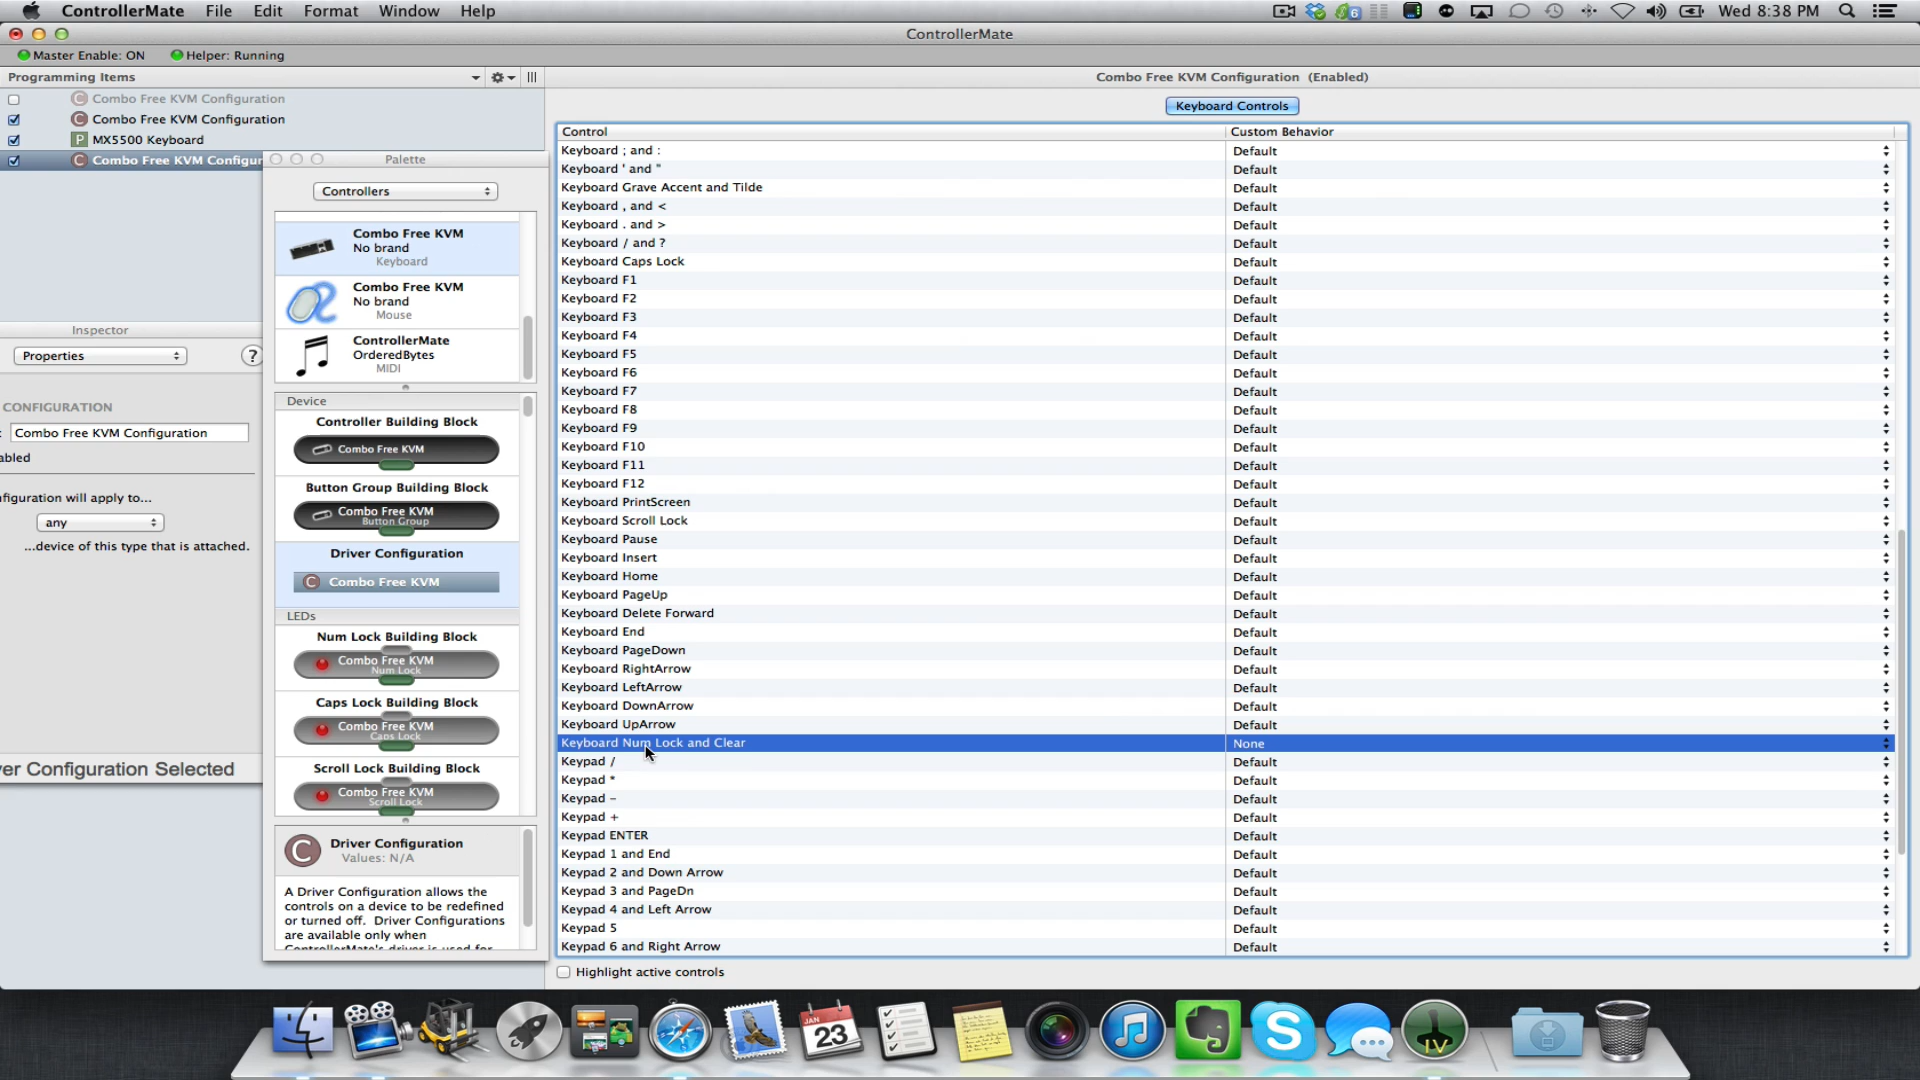 ControllerMate File Edit Format Window Help
6
Wed 8:38 PM
ControllerMate
Master Enable: ON Helper: Running
Programming Items
Combo Free KVM Configuration (Enabled)
Combo Free KVM Configuration
Combo Free KVM Configuration
MX5500 Keyboard
Combo Free KVM Configur
Inspector
Properties
?
CONFIGURATION
: Combo Free KVM Configuration
abled
figuration will apply to...
any
...device of this type that is attached.
ver Configuration Selected
Palette
Controllers
Combo Free KVM
No brand
Keyboard
Combo Free KVM
No brand
Mouse
ControllerMate
OrderedBytes
MIDI
Device
Controller Building Block
Combo Free KVM
Button Group Building Block
Combo Free KVM
Button Group
Driver Configuration
C Combo Free KVM
LEDs
Num Lock Building Block
Combo Free KVM
Num Lock
Caps Lock Building Block
Combo Free KVM
Caps Lock
Scroll Lock Building Block
Combo Free KVM
Scroll Lock
C
Driver Configuration
Values: N/A
A Driver Configuration allows the
controls on a device to be redefined
or turned off. Driver Configurations
are available only when
ControllerMate's driver is used for
Keyboard Controls
Control Custom Behavior
Keyboard ; and : Default
Keyboard ' and " Default
Keyboard Grave Accent and Tilde Default
Keyboard , and < Default
Keyboard . and > Default
Keyboard / and ? Default
Keyboard Caps Lock Default
Keyboard F1 Default
Keyboard F2 Default
Keyboard F3 Default
Keyboard F4 Default
Keyboard F5 Default
Keyboard F6 Default
Keyboard F7 Default
Keyboard F8 Default
Keyboard F9 Default
Keyboard F10 Default
Keyboard F11 Default
Keyboard F12 Default
Keyboard PrintScreen Default
Keyboard Scroll Lock Default
Keyboard Pause Default
Keyboard Insert Default
Keyboard Home Default
Keyboard PageUp Default
Keyboard Delete Forward Default
Keyboard End Default
Keyboard PageDown Default
Keyboard RightArrow Default
Keyboard LeftArrow Default
Keyboard DownArrow Default
Keyboard UpArrow Default
Keyboard Num Lock and Clear None
Keypad / Default
Keypad * Default
Keypad - Default
Keypad + Default
Keypad ENTER Default
Keypad 1 and End Default
Keypad 2 and Down Arrow Default
Keypad 3 and PageDn Default
Keypad 4 and Left Arrow Default
Keypad 5 Default
Keypad 6 and Right Arrow Default
Highlight active controls
JAN
23
S
IV